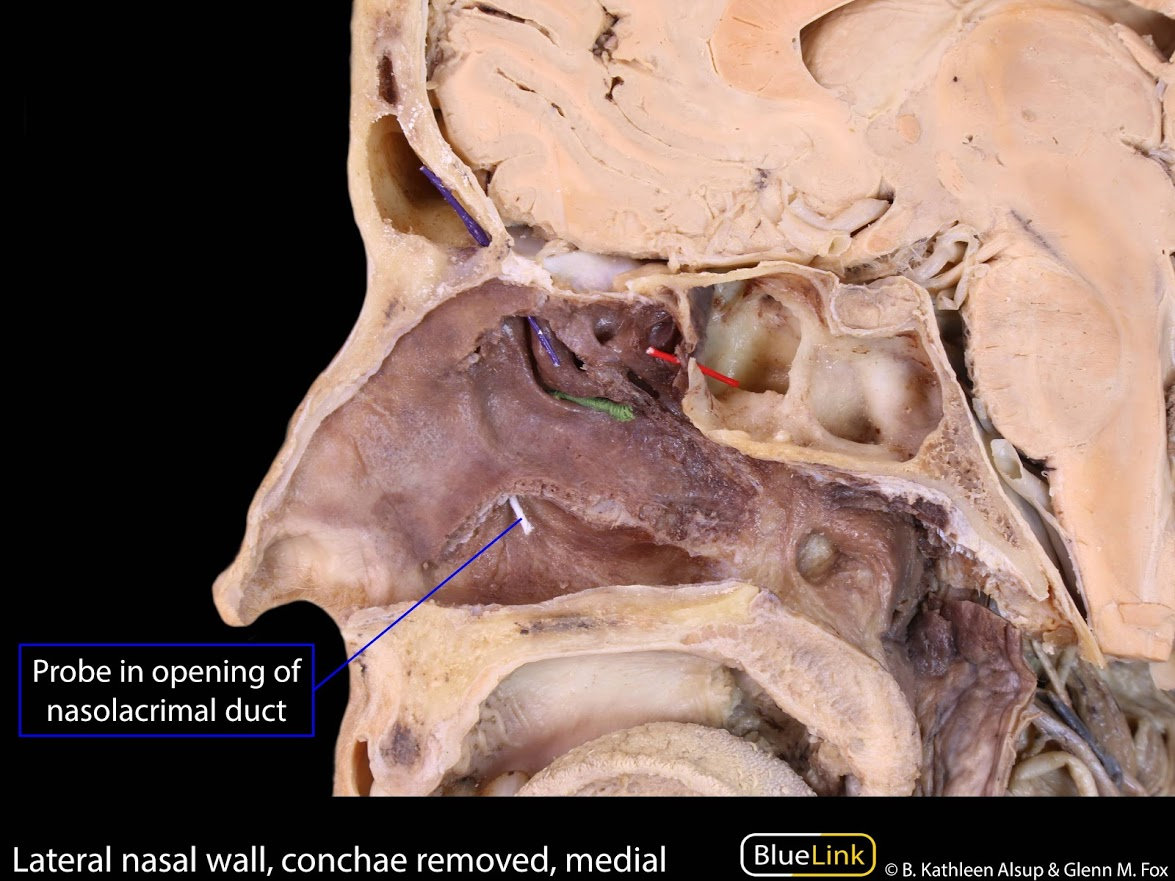 Probe in opening of
nasolacrimal duct
Lateral nasal wall, conchae removed, medial
BlueLink
© B. Kathleen Alsup & Glenn M. Fox